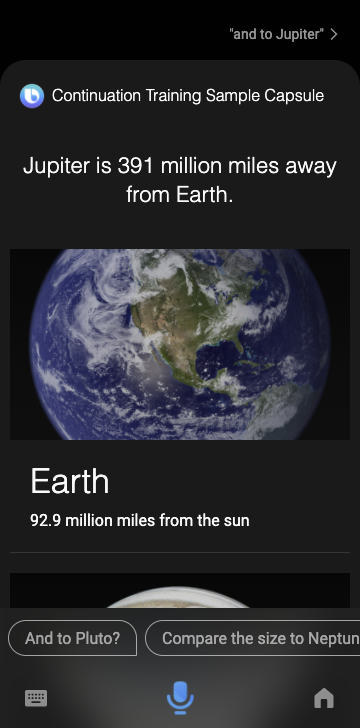 "and to Jupiter"
Continuation Training Sample Capsule
Jupiter is 391 million miles away
from Earth.
Earth
92.9 million miles from the sun
And to Pluto?
Compare the size to Neptun